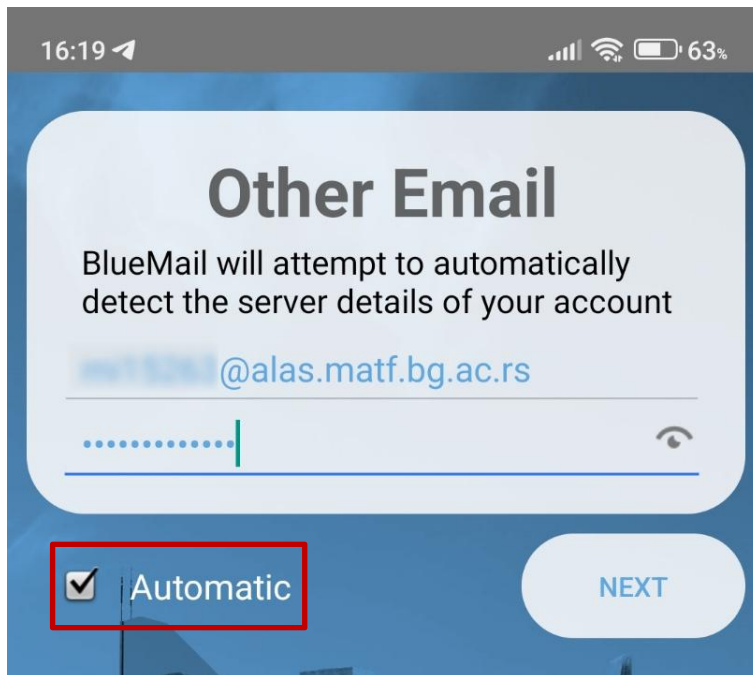 16:19 63%
Other Email
BlueMail will attempt to automatically
detect the server details of your account
@alas.matf.bg.ac.rs
•••••••••••••
Automatic
NEXT